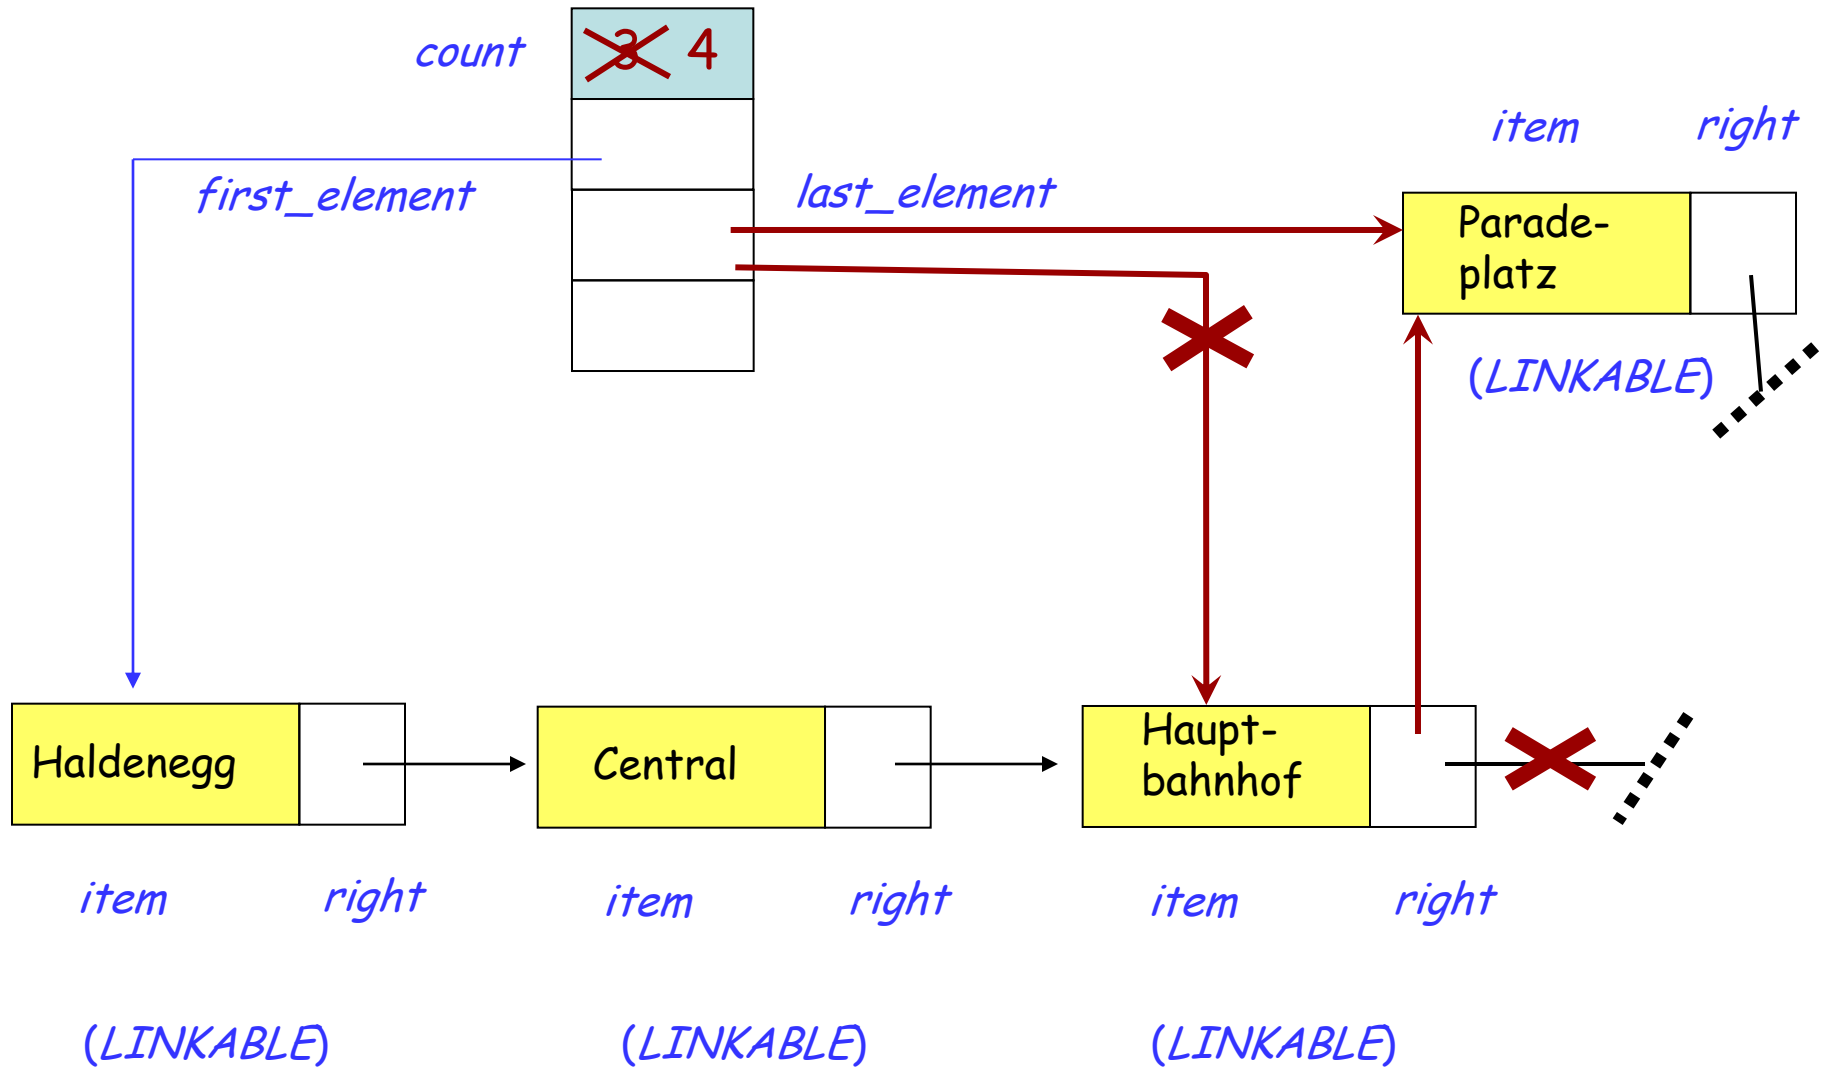 count
3 4
item right
first_element
last_element
Parade-
platz
(LINKABLE)
Haldenegg
Central
Haupt-
bahnhof
item right item right item right
(LINKABLE) (LINKABLE) (LINKABLE)